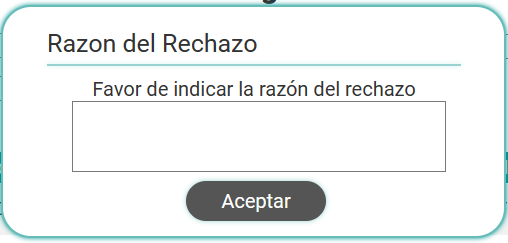 Razon del Rechazo
Favor de indicar la razón del rechazo
Aceptar